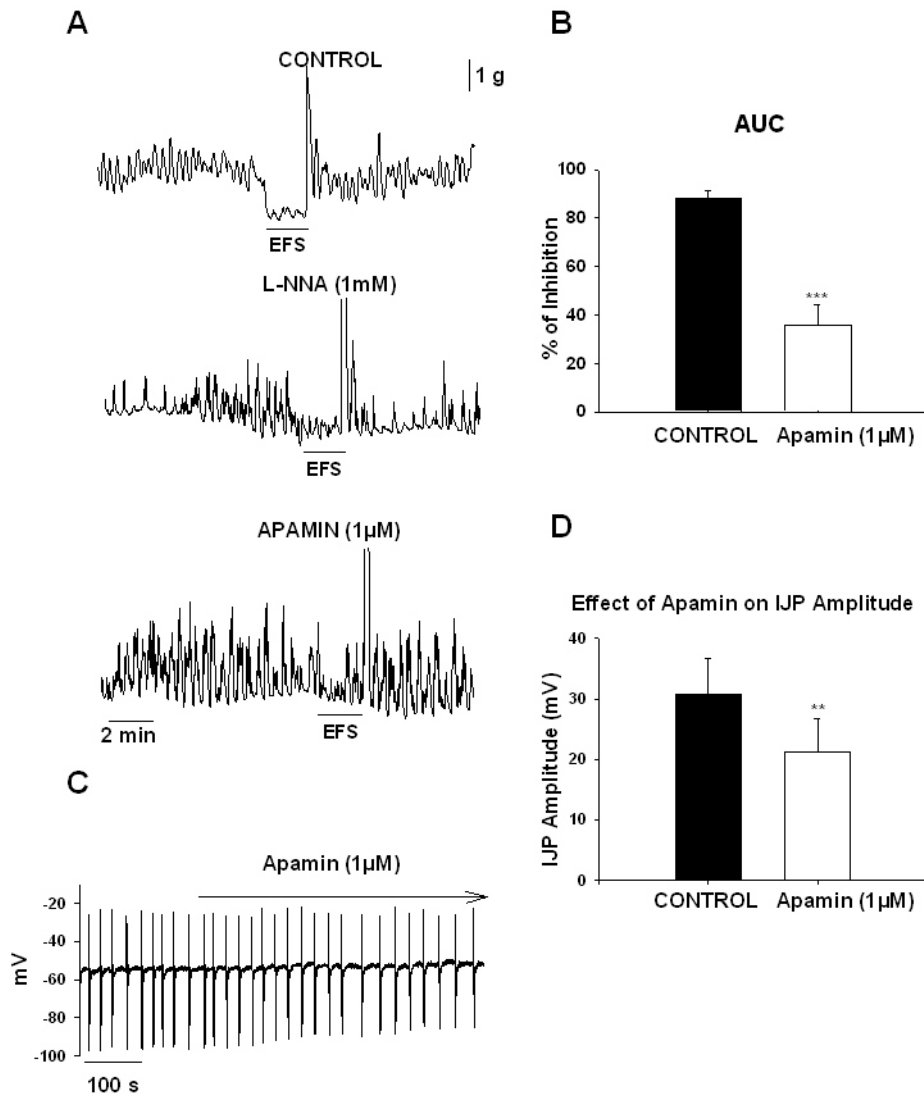 A
CONTROL
1 g
EFS
L-NNA (1mM)
EFS
APAMIN (1µM)
2 min
EFS
B
AUC
100
80
60
40
20
0
% of Inhibition
***
CONTROL
Apamin (1µM)
C
Apamin (1µM)
-20
-40
-60
-80
-100
mV
100 s
D
Effect of Apamin on IJP Amplitude
40
30
20
10
0
IJP Amplitude (mV)
**
CONTROL
Apamin (1µM)